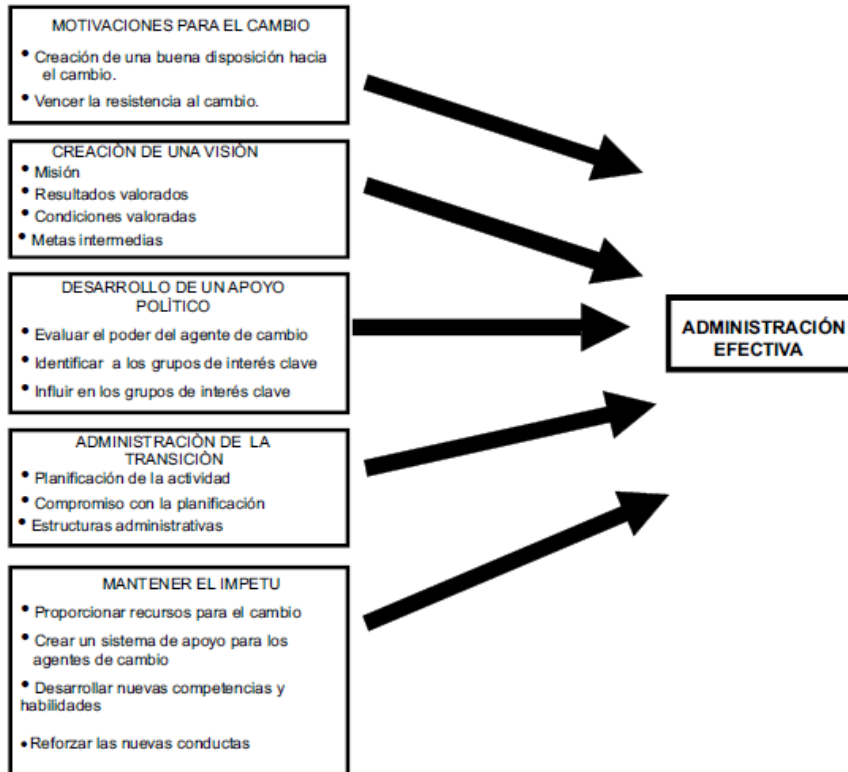 MOTIVACIONES PARA EL CAMBIO
• Creación de una buena disposición hacia
el cambio.
• Vencer la resistencia al cambio.
CREACIÒN DE UNA VISIÒN
• Misión
• Resultados valorados
• Condiciones valoradas
• Metas intermedias
DESARROLLO DE UN APOYO
POLÍTICO
• Evaluar el poder del agente de cambio
• Identificar a los grupos de interés clave
• Influir en los grupos de interés clave
ADMINISTRACIÒN DE LA
TRANSICIÒN
• Planificación de la actividad
• Compromiso con la planificación
• Estructuras administrativas
MANTENER EL IMPETU
• Proporcionar recursos para el cambio
• Crear un sistema de apoyo para los
agentes de cambio
• Desarrollar nuevas competencias y
habilidades
• Reforzar las nuevas conductas
ADMINISTRACIÓN
EFECTIVA